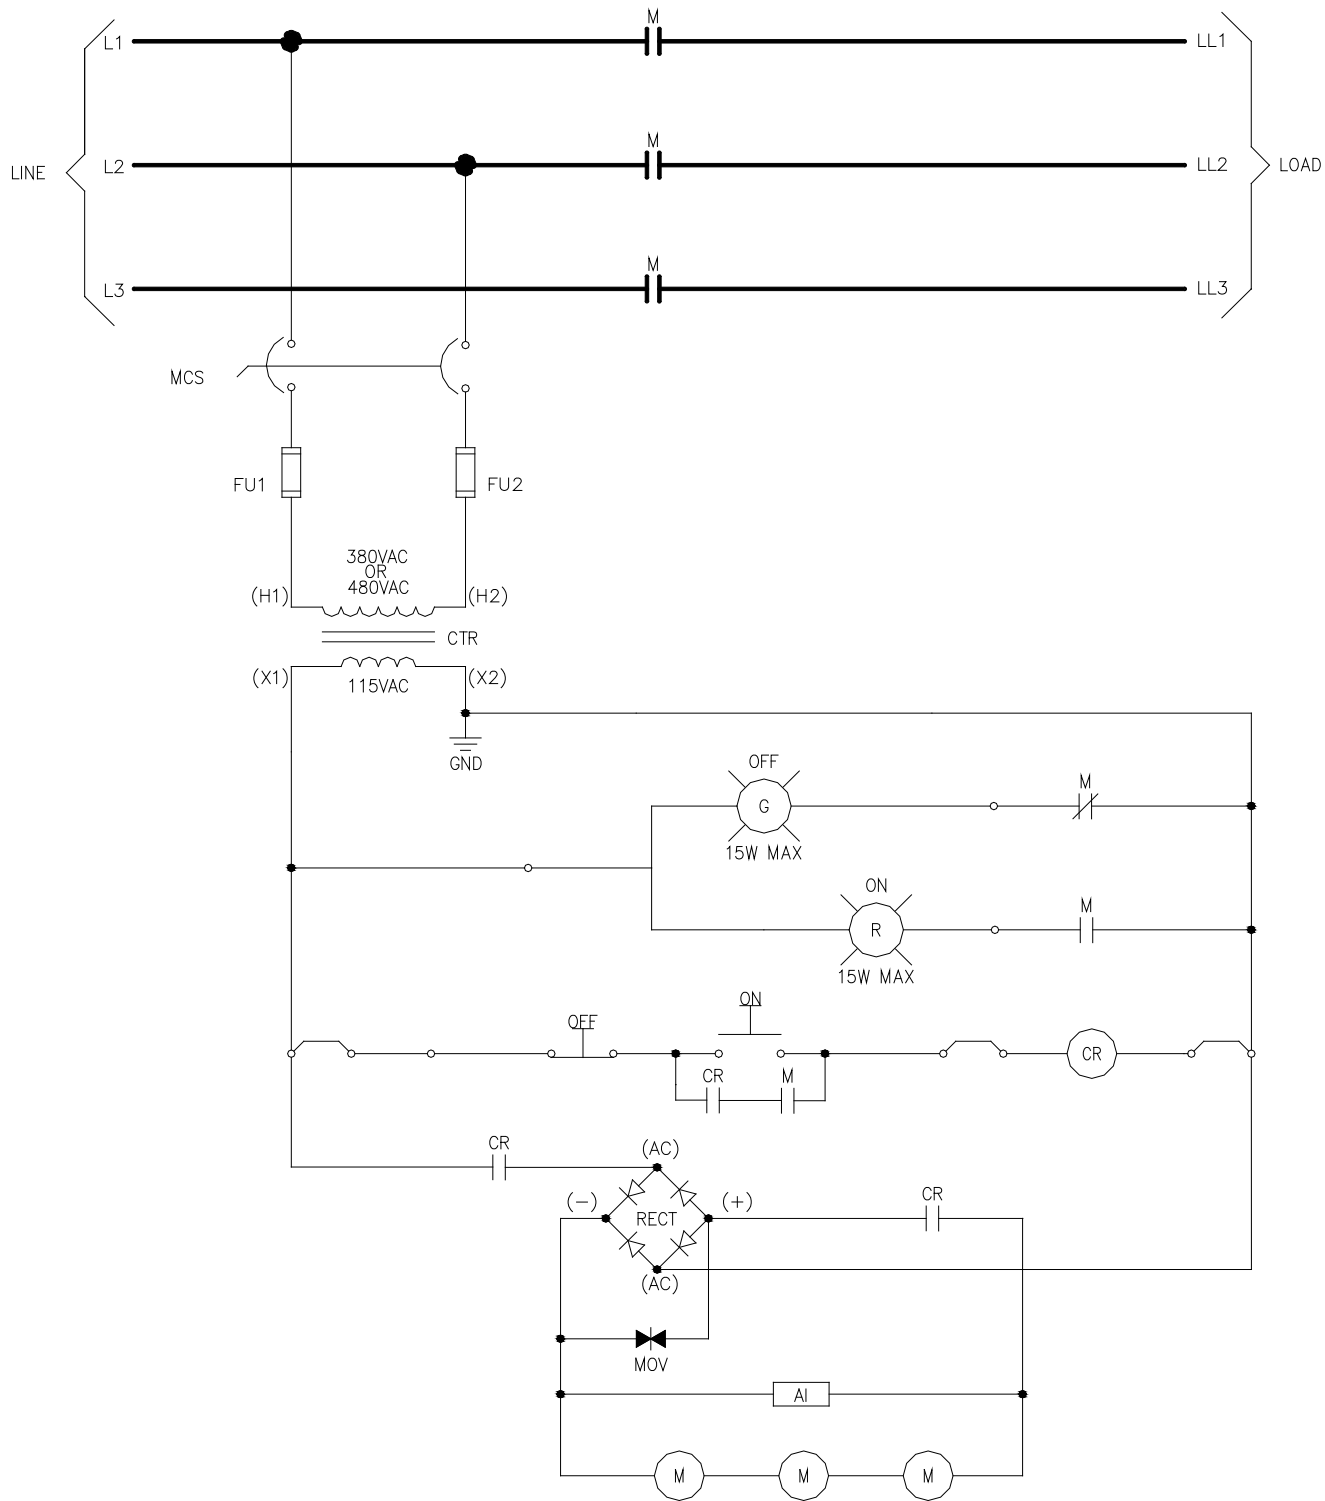 M
L1
LL1
M
LINE
L2
LL2
LOAD
M
L3
LL3
MCS
FU1
FU2
380VAC
OR
480VAC
(H1)
(H2)
CTR
(X1)
115VAC
(X2)
GND
OFF
M
G
15W MAX
ON
M
R
15W MAX
ON
OFF
CR
CR
M
CR
(AC)
(-)
RECT
(+)
CR
(AC)
MOV
AI
M
M
M